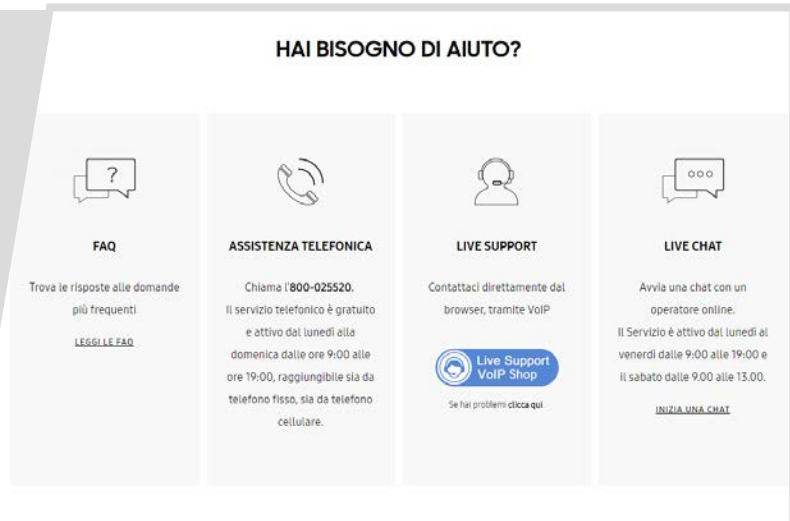 HAI BISOGNO DI AIUTO?
?
FAQ
Trova le risposte alle domande
più frequenti
LEGGI LE FAQ
ASSISTENZA TELEFONICA
Chiama l'800-025520.
Il servizio telefonico è gratuito
e attivo dal lunedì alla
domenica dalle ore 9:00 alle
ore 19:00, raggiungibile sia da
telefono fisso, sia da telefono
cellulare.
LIVE SUPPORT
Contattaci direttamente dal
browser, tramite VoIP
Live Support
VoIP Shop
Se hai problemi clicca qui
LIVE CHAT
Avvia una chat con un
operatore online.
Il Servizio è attivo dal lunedì al
venerdì dalle 9:00 alle 19:00 e
il sabato dalle 9.00 alle 13.00.
INIZIA UNA CHAT